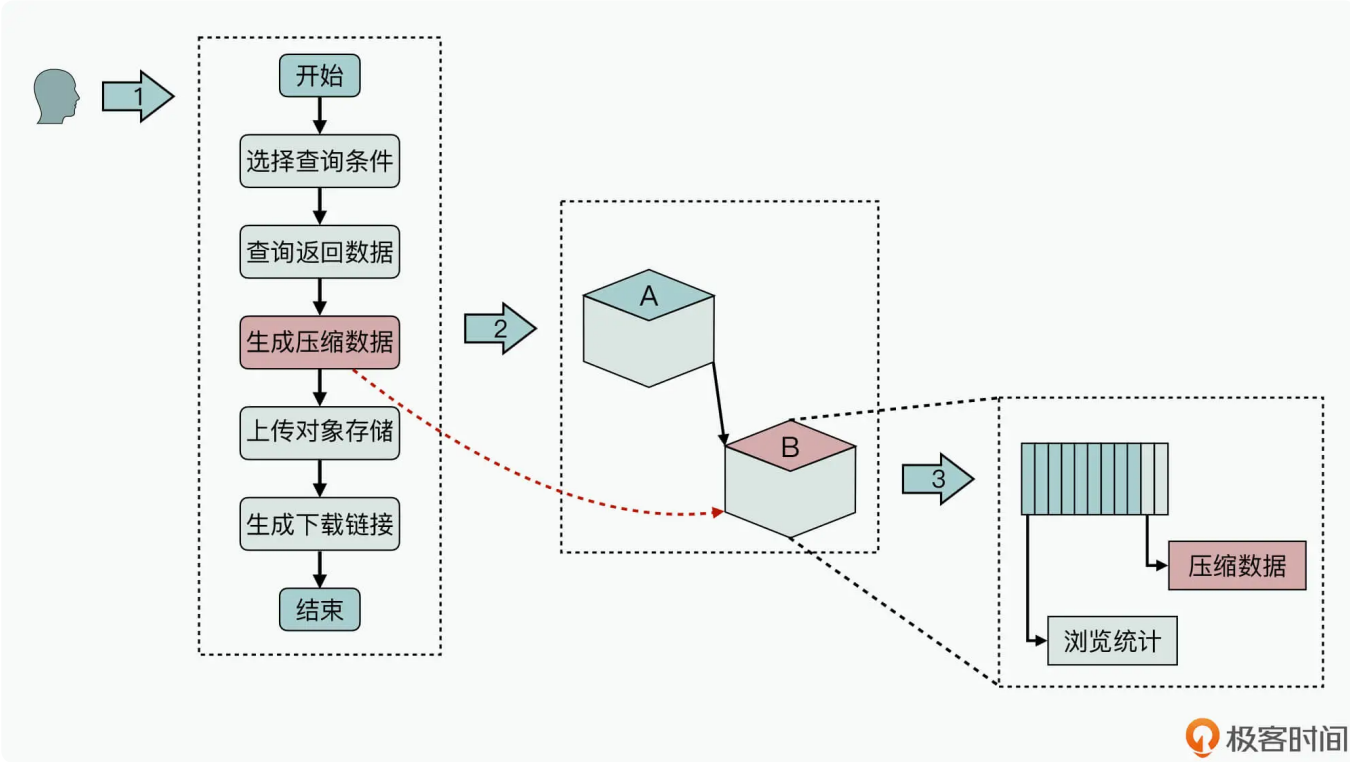 1
开始
选择查询条件
查询返回数据
生成压缩数据
上传对象存储
生成下载链接
结束
2
A
B
3
压缩数据
浏览统计
极客时间